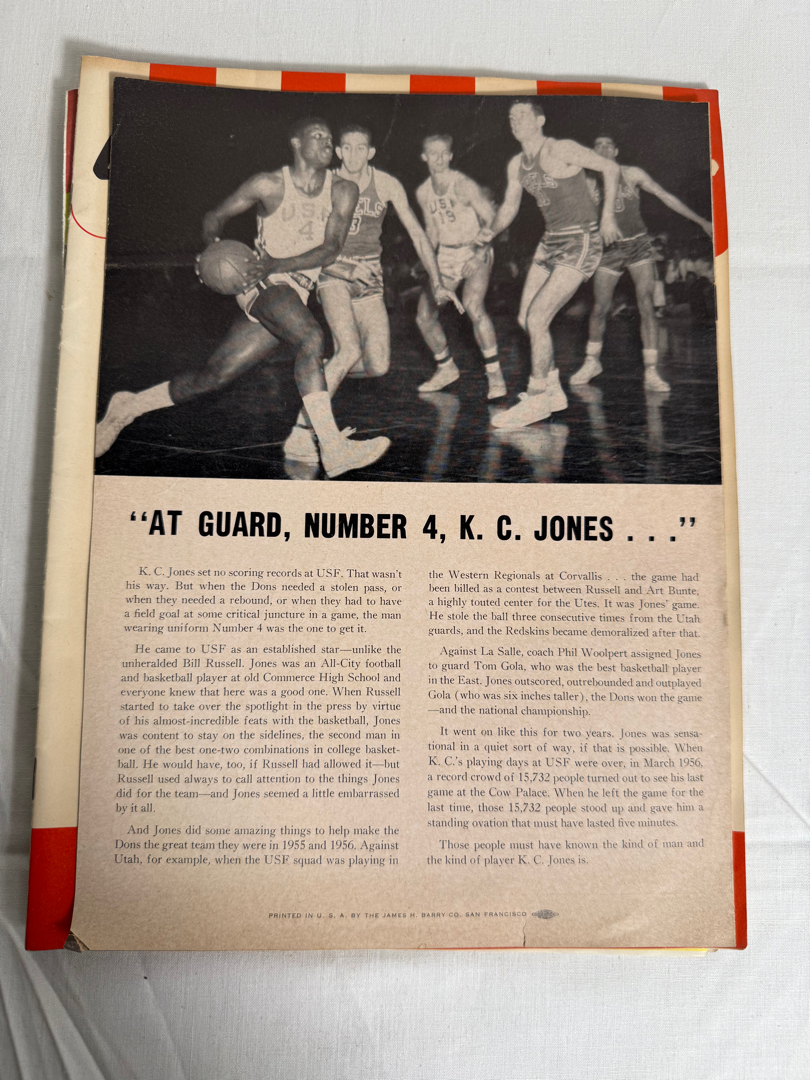 USF
4
ELS
3
USF
19
ELS
"AT GUARD, NUMBER 4, K. C. JONES . . ."
K. C. Jones set no scoring records at USF. That wasn't
his way. But when the Dons needed a stolen pass, or
when they needed a rebound, or when they had to have
a field goal at some critical juncture in a game, the man
wearing uniform Number 4 was the one to get it.
He came to USF as an established star—unlike the
unheralded Bill Russell. Jones was an All-City football
and basketball player at old Commerce High School and
everyone knew that here was a good one. When Russell
started to take over the spotlight in the press by virtue
of his almost-incredible feats with the basketball, Jones
was content to stay on the sidelines, the second man in
one of the best one-two combinations in college basket-
ball. He would have, too, if Russell had allowed it—but
Russell used always to call attention to the things Jones
did for the team—and Jones seemed a little embarrassed
by it all.
And Jones did some amazing things to help make the
Dons the great team they were in 1955 and 1956. Against
Utah, for example, when the USF squad was playing in
the Western Regionals at Corvallis . . . the game had
been billed as a contest between Russell and Art Bunte,
a highly touted center for the Utes. It was Jones' game.
He stole the ball three consecutive times from the Utah
guards, and the Redskins became demoralized after that.
Against La Salle, coach Phil Woolpert assigned Jones
to guard Tom Gola, who was the best basketball player
in the East. Jones outscored, outrebounded and outplayed
Gola (who was six inches taller), the Dons won the game
—and the national championship.
It went on like this for two years. Jones was sensa-
tional in a quiet sort of way, if that is possible. When
K. C.'s playing days at USF were over, in March 1956,
a record crowd of 15,732 people turned out to see his last
game at the Cow Palace. When he left the game for the
last time, those 15,732 people stood up and gave him a
standing ovation that must have lasted five minutes.
Those people must have known the kind of man and
the kind of player K. C. Jones is.
PRINTED IN U. S. A. BY THE JAMES H. BARRY CO. SAN FRANCISCO